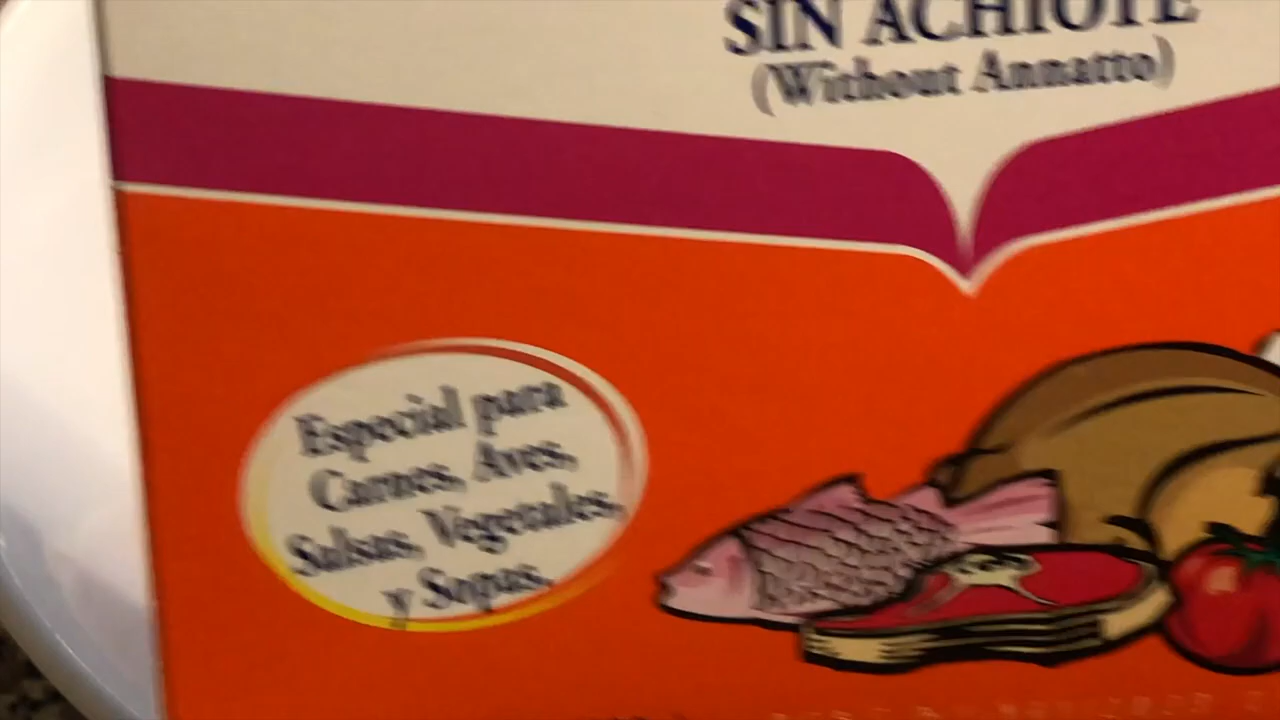 SIN ACHIOTE
(Without Annatto)
Especial para
Carnes, Aves,
Salsas, Vegetales,
y Sopas.